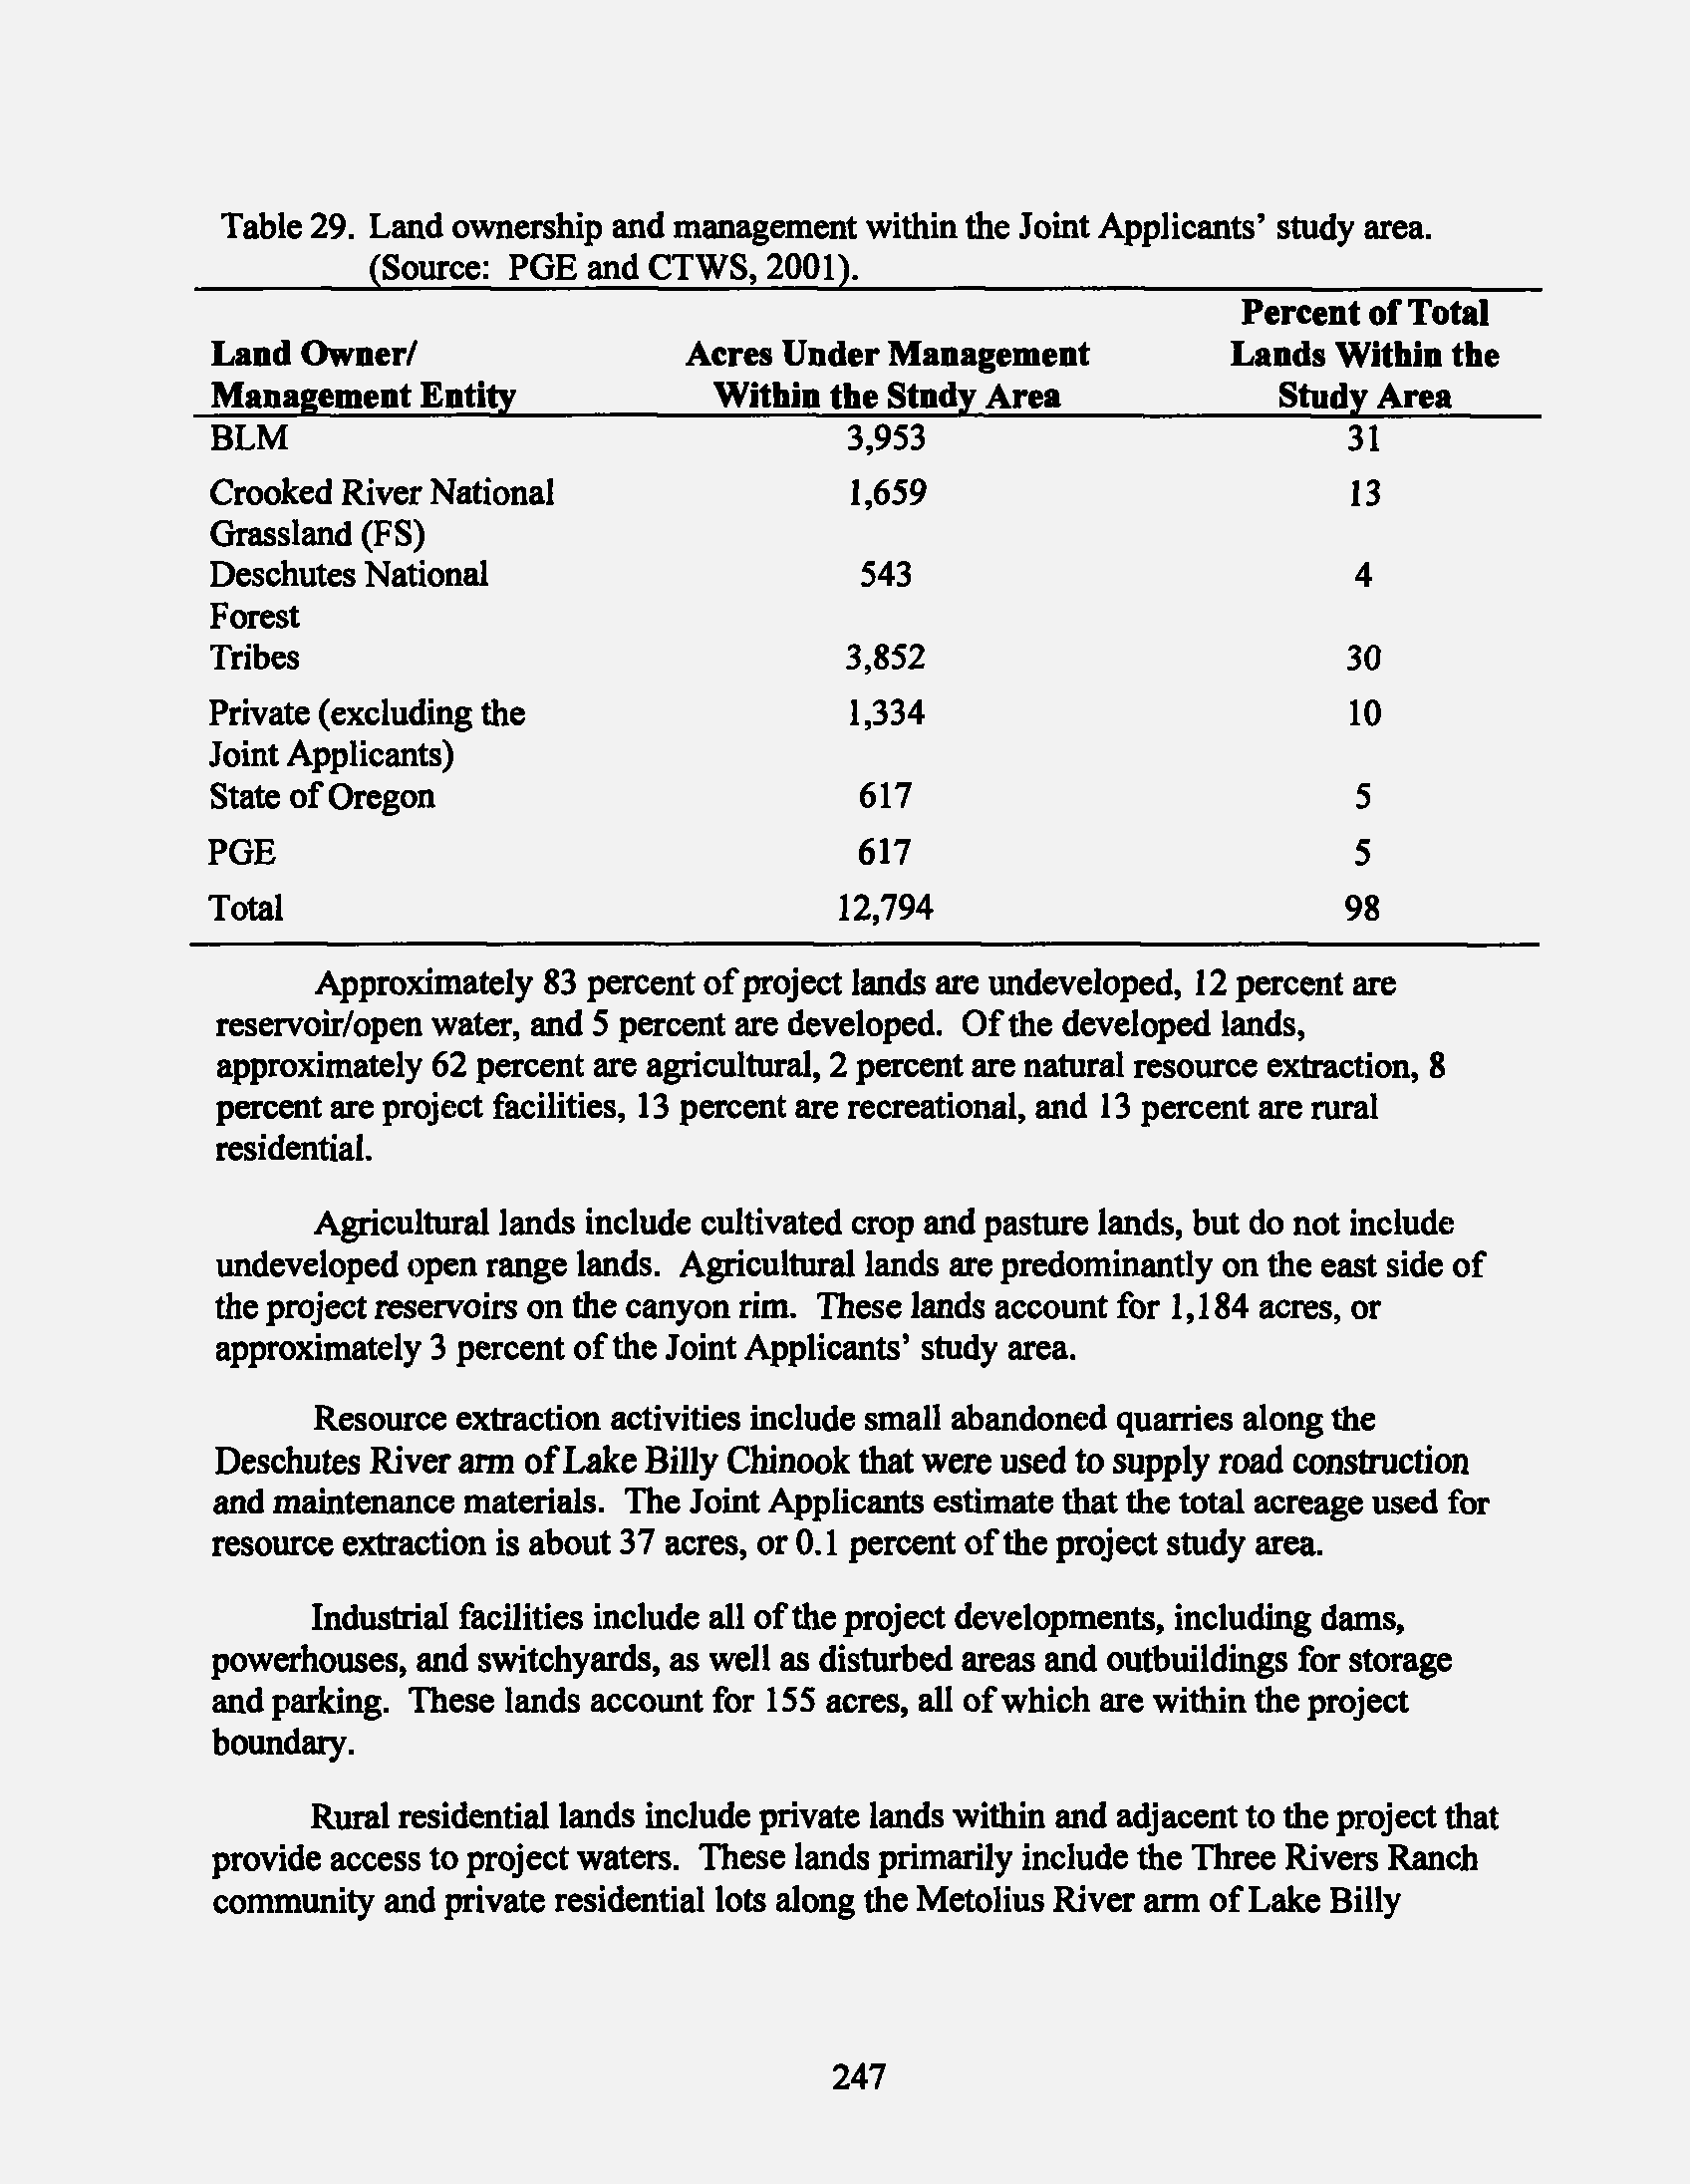 Table 29. Land ownership and management within the Joint Applicants’ study area.
(Source: PGE and CTWS, 2001).
Percent of Total
Land Owner/ Acres Under Management Lands Within the
Management Entity Within the Stndy Area Study Area
BLM 3,953 31
Crooked River National 1,659 13
Grassland (FS)
Deschutes National 543 4
Forest
Tribes 3,852 30
Private (excluding the 1,334 10
Joint Applicants)
State of Oregon 617 5
PGE 617 5
Total 12,794 98
Approximately 83 percent of project lands are undeveloped, 12 percent are
reservoir/open water, and 5 percent are developed. Of the developed lands,
approximately 62 percent are agricultural, 2 percent are natural resource extraction, 8
percent are project facilities, 13 percent are recreational, and 13 percent are rural
residential.
Agricultural lands include cultivated crop and pasture lands, but do not include
undeveloped open range lands. Agricultural lands are predominantly on the east side of
the project reservoirs on the canyon rim. These lands account for 1,184 acres, or
approximately 3 percent of the Joint Applicants’ study area.
Resource extraction activities include small abandoned quarries along the
Deschutes River arm of Lake Billy Chinook that were used to supply road construction
and maintenance materials. The Joint Applicants estimate that the total acreage used for
resource extraction is about 37 acres, or 0.1 percent of the project study area.
Industrial facilities include all of the project developments, including dams,
powerhouses, and switchyards, as well as disturbed areas and outbuildings for storage
and parking. These lands account for 155 acres, all of which are within the project
boundary.
Rural residential lands include private lands within and adjacent to the project that
provide access to project waters. These lands primarily include the Three Rivers Ranch
community and private residential lots along the Metolius River arm of Lake Billy
247